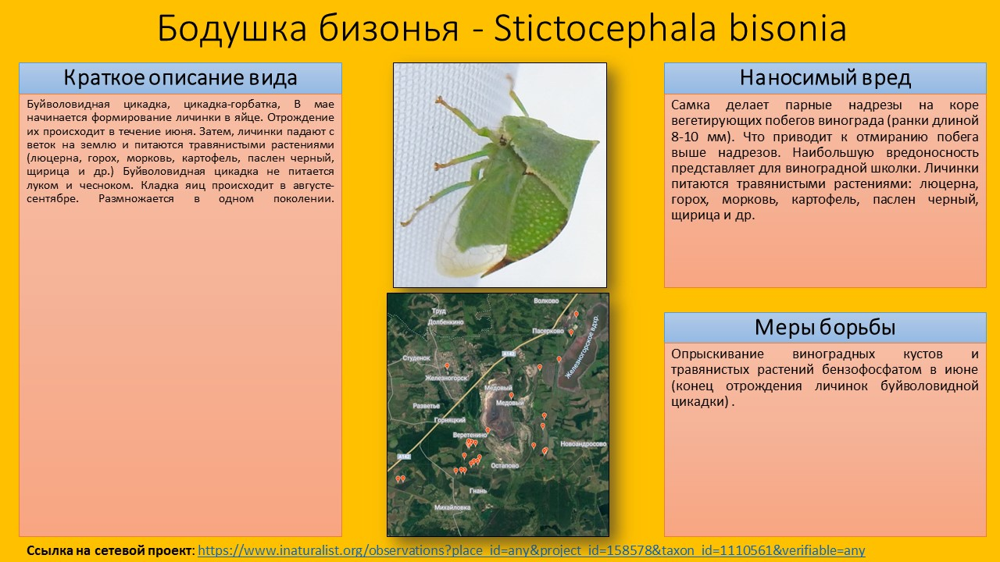 Бодушка бизонья - Stictocephala bisonia
Краткое описание вида
Буйволовидная цикадка, цикадка-горбатка, В мае
начинается формирование личинки в яйце. Отрождение
их происходит в течение июня. Затем, личинки падают с
веток на землю и питаются травянистыми растениями
(люцерна, горох, морковь, картофель, паслен черный,
щирица и др.) Буйволовидная цикадка не питается
луком и чесноком. Кладка яиц происходит в августе-
сентябре. Размножается в одном поколении.
Волково
Труд
Долбенкино
Пасерково
А142
Студенок
Железногорск
Железногорское вдхр.
Медовый
Медовый
Разветье
Горняцкий
Веретенино
Новоандросово
А142
Остапово
Гнань
Михайловка
Наносимый вред
Самка делает парные надрезы на коре
вегетирующих побегов винограда (ранки длиной
8-10 мм). Что приводит к отмиранию побега
выше надрезов. Наибольшую вредоносность
представляет для виноградной школки. Личинки
питаются травянистыми растениями: люцерна,
горох, морковь, картофель, паслен черный,
щирица и др.
Меры борьбы
Опрыскивание виноградных кустов и
травянистых растений бензофосфатом в июне
(конец отрождения личинок буйволовидной
цикадки) .
Ссылка на сетевой проект: https://www.inaturalist.org/observations?place_id=any&project_id=158578&taxon_id=1110561&verifiable=any